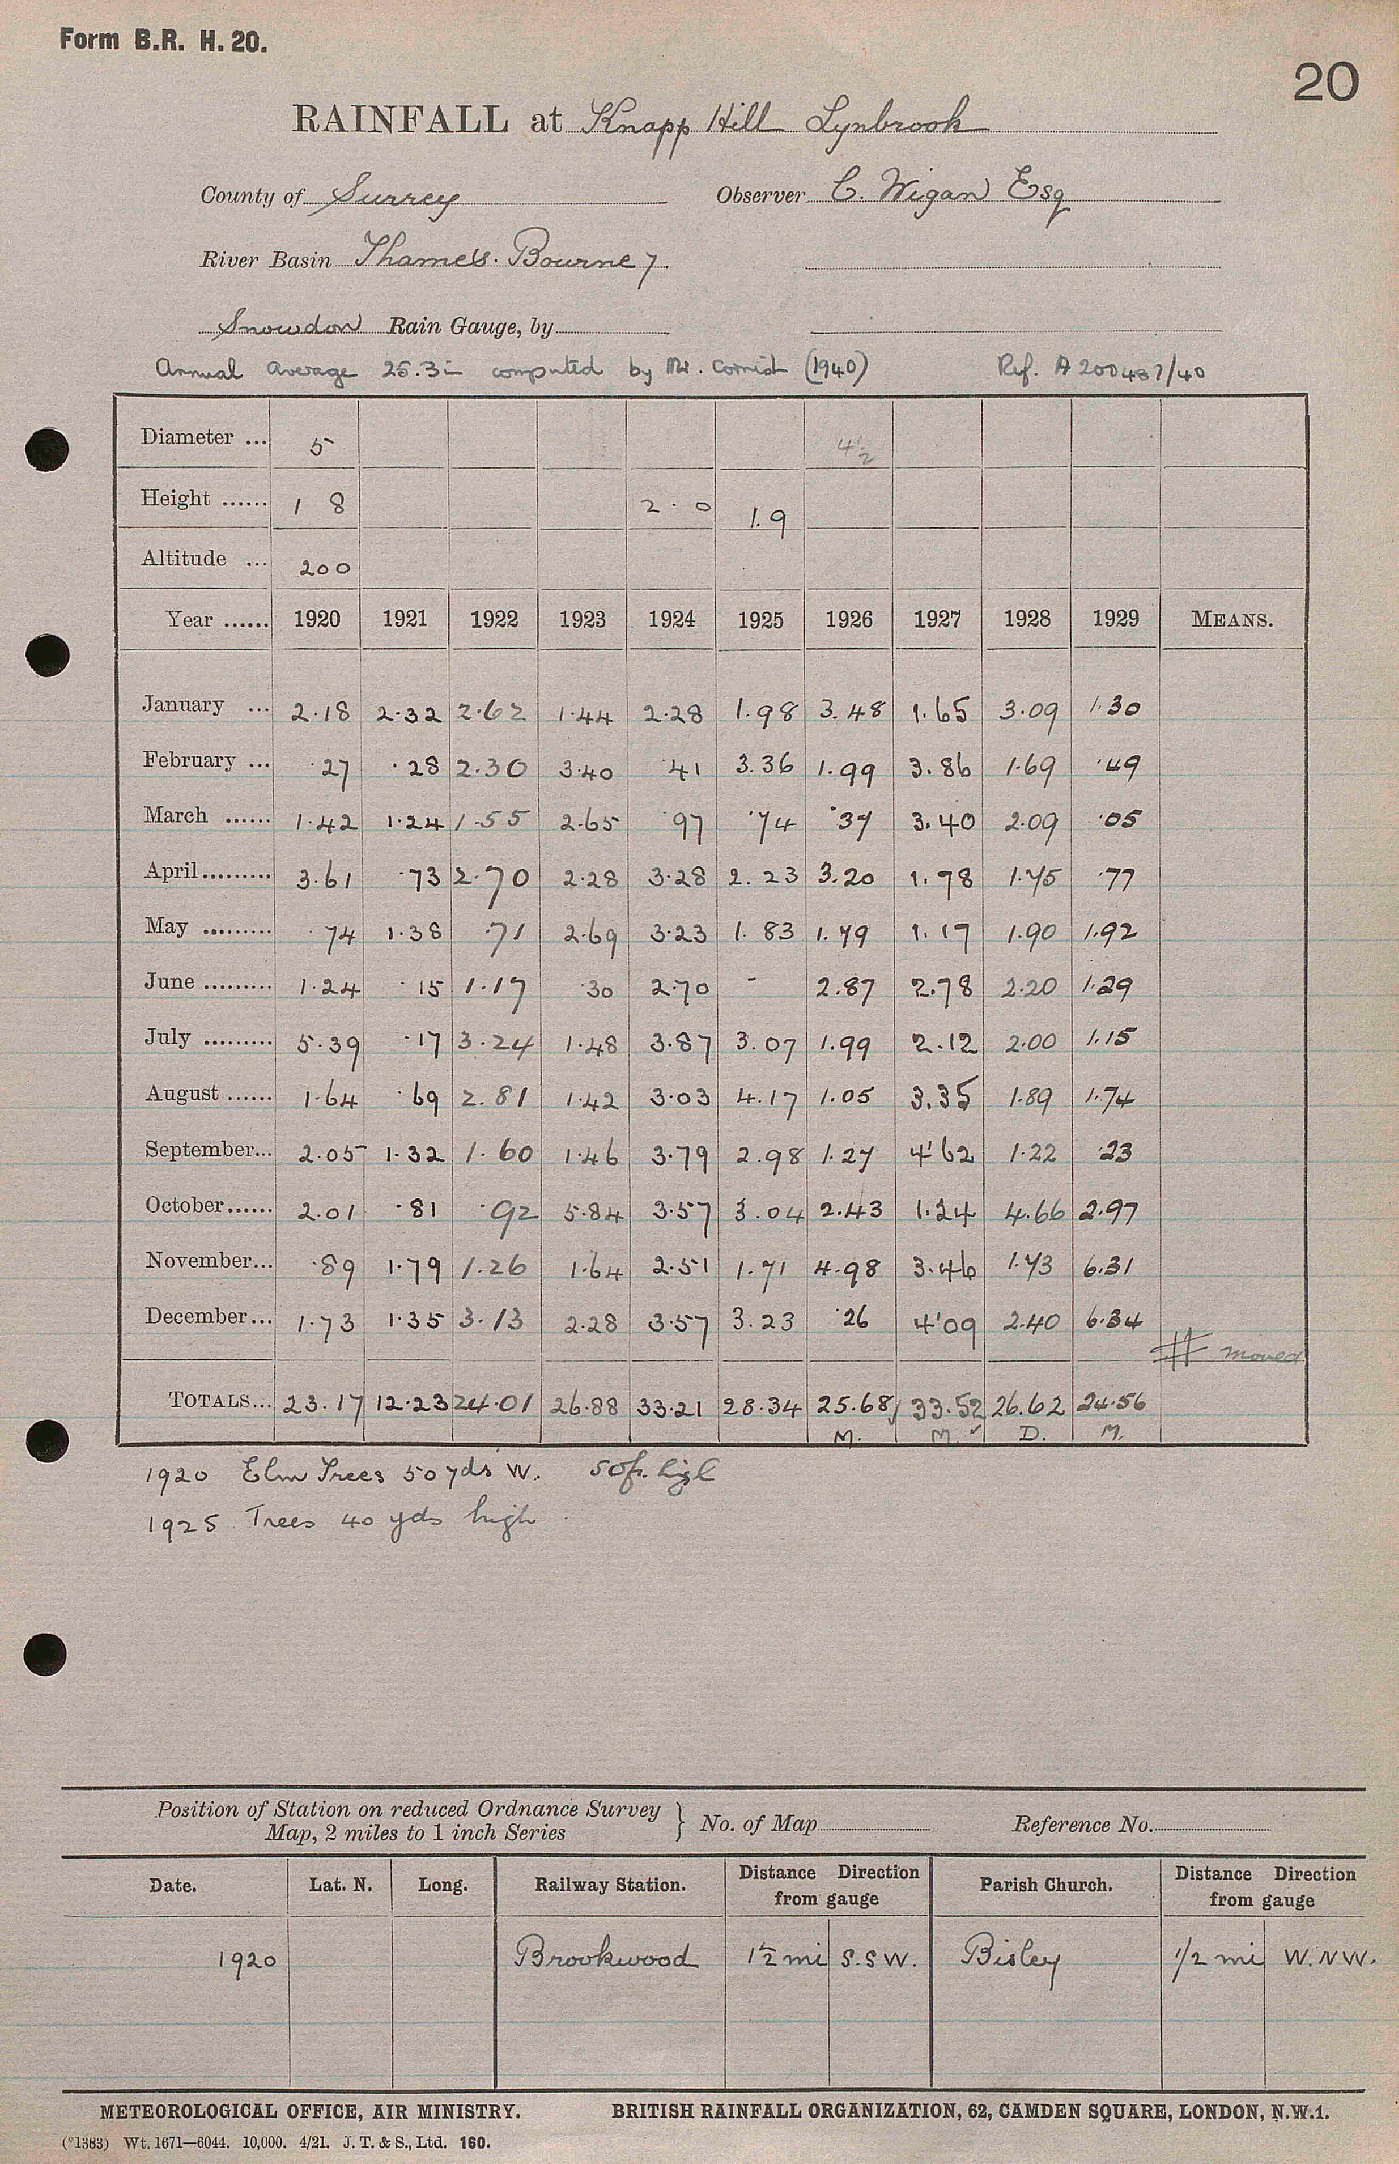 Form B.R. H. 20.
20
RAINFALL at Knapp Hill Lynbrook
County of Surrey Observer C. Wigan Esq
River Basin Thames. Bourne 7.
Snowdon Rain Gauge, by
Annual average 25.3in computed by Mr. Cornish (1940) Ref. A 200487/40
Diameter ... 5 4½
Height ...... 1 8 2 . 0 1.9
Altitude ... 200
Year ...... 1920 1921 1922 1923 1924 1925 1926 1927 1928 1929 MEANS.
January ... 2.18 2.32 2.62 1.44 2.28 1.98 3.48 1.65 3.09 1.30
February ... .27 .28 2.30 3.40 .41 3.36 1.99 3.86 1.69 .49
March ...... 1.42 1.24 1.55 2.65 .97 .74 .37 3.40 2.09 .05
April ......... 3.61 .73 2.70 2.28 3.28 2.23 3.20 1.78 1.75 .77
May ......... .74 1.38 .71 2.69 3.23 1.83 1.79 1.17 1.90 1.92
June ......... 1.24 .15 1.17 .30 2.70 - 2.87 2.78 2.20 1.29
July ......... 5.39 .17 3.24 1.48 3.87 3.07 1.99 2.12 2.00 1.15
August ...... 1.64 .69 2.81 1.42 3.03 4.17 1.05 3.35 1.89 1.74
September... 2.05 1.32 1.60 1.46 3.79 2.98 1.27 4.62 1.22 .23
October...... 2.01 .81 .92 5.84 3.57 3.04 2.43 1.24 4.66 2.97
November... .89 1.79 1.26 1.64 2.51 1.71 4.98 3.46 1.73 6.31
December... 1.73 1.35 3.13 2.28 3.57 3.23 .26 4.09 2.40 6.34
# moved
TOTALS... 23.17 12.23 24.01 26.88 33.21 28.34 25.68 33.52 26.62 24.56
M. M. D. M.
1920 Elm Trees 50 yds W. 50ft. high
1925 Trees 40 yds high
Position of Station on reduced Ordnance Survey
Map, 2 miles to 1 inch Series } No. of Map Reference No.
Date. Lat. N. Long. Railway Station. Distance Direction from gauge Parish Church. Distance Direction from gauge
1920 Brookwood 1½ mi S.S W. Bisley 1/2 mi W.N W.
METEOROLOGICAL OFFICE, AIR MINISTRY. BRITISH RAINFALL ORGANIZATION, 62, CAMDEN SQUARE, LONDON, N.W.1.
(*1383) Wt. 1671—6044. 10,000. 4/21. J. T. & S., Ltd. 160.